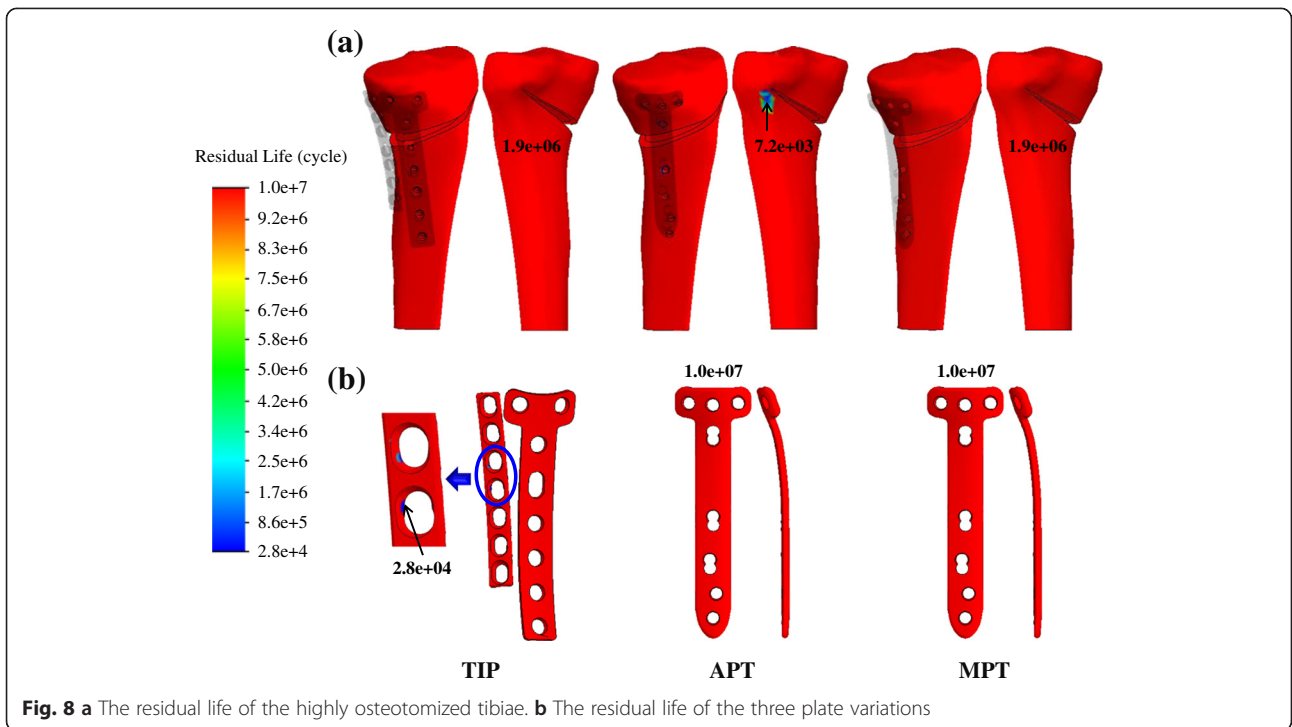 (a)
Residual Life (cycle)
1.0e+7
9.2e+6
8.3e+6
7.5e+6
6.7e+6
5.8e+6
5.0e+6
4.2e+6
3.4e+6
2.5e+6
1.7e+6
8.6e+5
2.8e+4
1.9e+06
7.2e+03
1.9e+06
(b)
1.0e+07
1.0e+07
2.8e+04
TIP APT MPT
Fig. 8 a The residual life of the highly osteotomized tibiae. b The residual life of the three plate variations